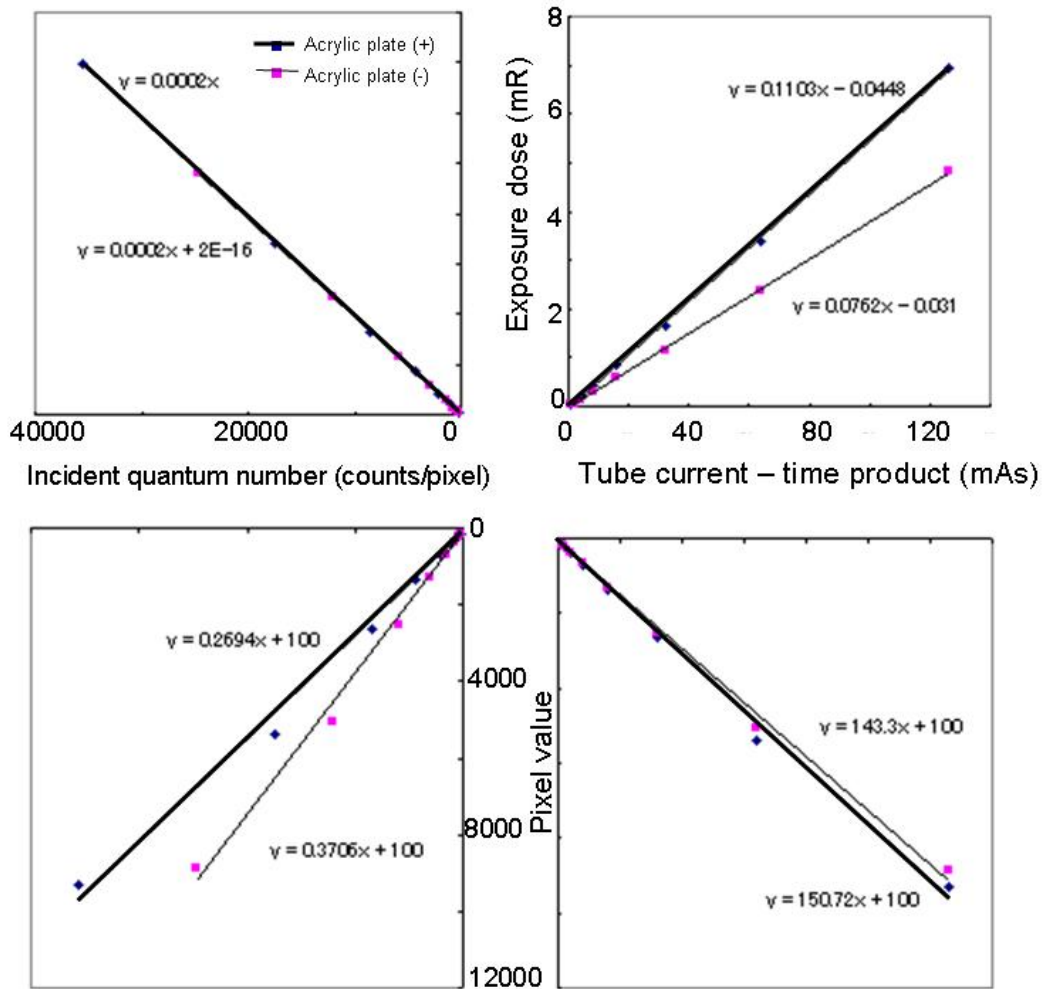 Acrylic plate (+)
Acrylic plate (-)
y = 0.0002x
y = 0.0002x + 2E-16
40000 20000 0
Incident quantum number (counts/pixel)
8
6
4
2
0
Exposure dose (mR)
y = 0.1103x - 0.0448
y = 0.0762x - 0.031
0 40 80 120
Tube current – time product (mAs)
y = 0.2694x + 100
y = 0.3706x + 100
0
4000
8000
12000
Pixel value
y = 143.3x + 100
y = 150.72x + 100